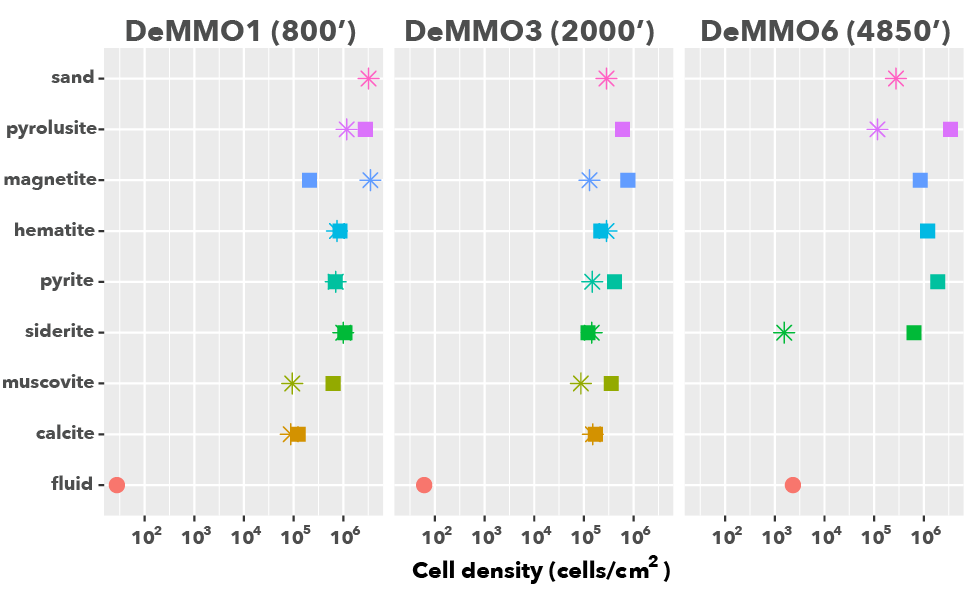 DeMMO1 (800′) DeMMO3 (2000′) DeMMO6 (4850′)
sand
pyrolusite
magnetite
hematite
pyrite
siderite
muscovite
calcite
fluid
10² 10³ 10⁴ 10⁵ 10⁶ 10² 10³ 10⁴ 10⁵ 10⁶ 10² 10³ 10⁴ 10⁵ 10⁶
Cell density (cells/cm²)